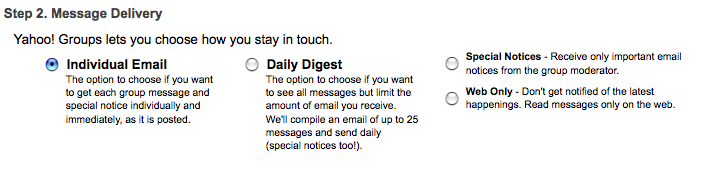 Step 2. Message Delivery
Yahoo! Groups lets you choose how you stay in touch.
Individual Email
The option to choose if you want
to get each group message and
special notice individually and
immediately, as it is posted.
Daily Digest
The option to choose if you want
to see all messages but limit the
amount of email you receive.
We'll compile an email of up to 25
messages and send daily
(special notices too!).
Special Notices - Receive only important email
notices from the group moderator.
Web Only - Don't get notified of the latest
happenings. Read messages only on the web.